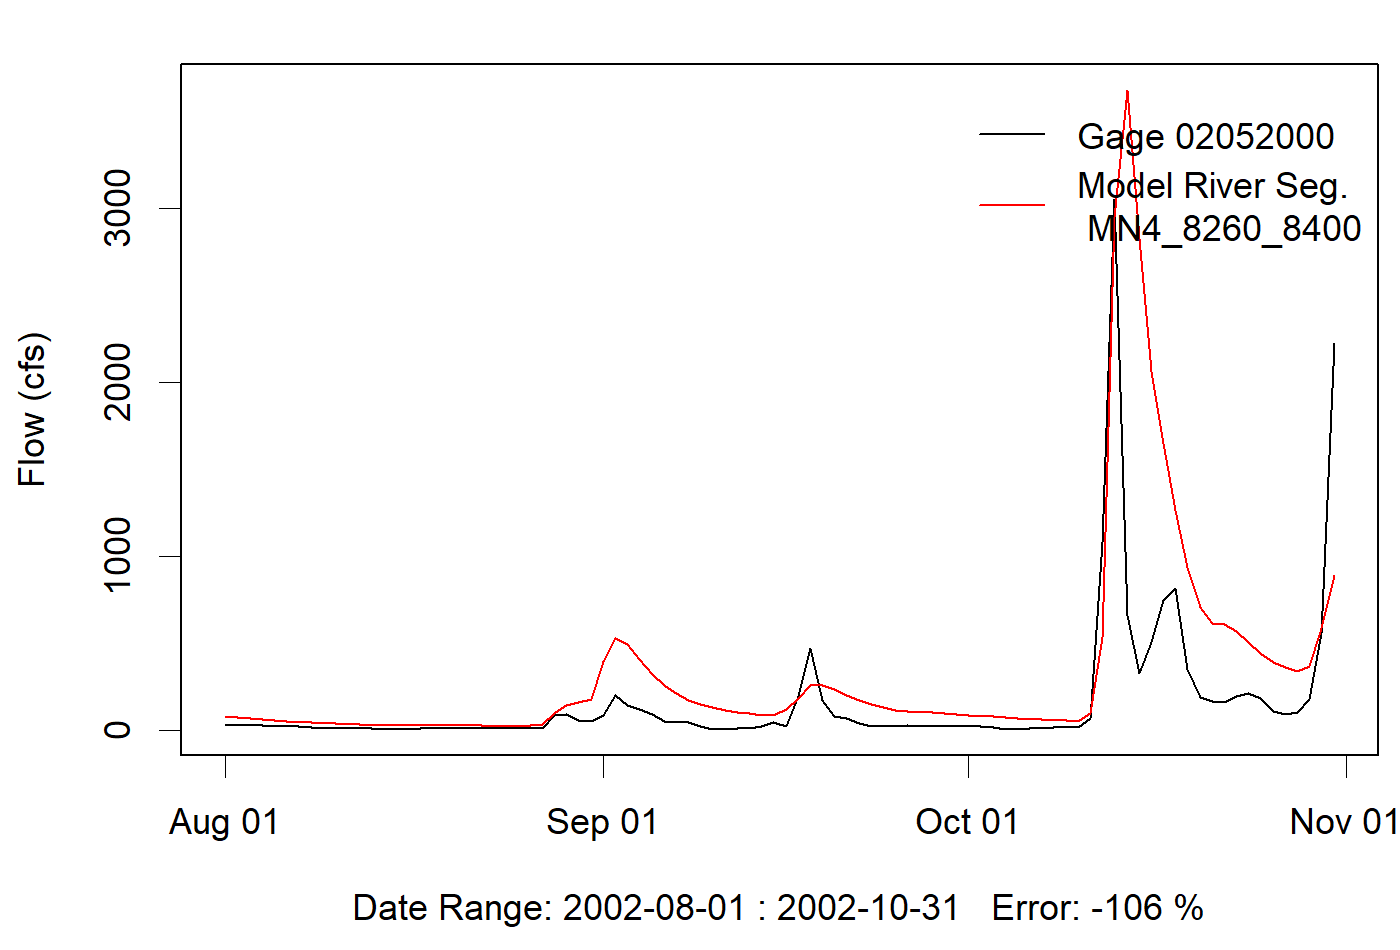 Gage 02052000
Model River Seg.
MN4_8260_8400
Flow (cfs)
3000
2000
1000
0
Aug 01
Sep 01
Oct 01
Nov 01
Date Range: 2002-08-01 : 2002-10-31 Error: -106 %